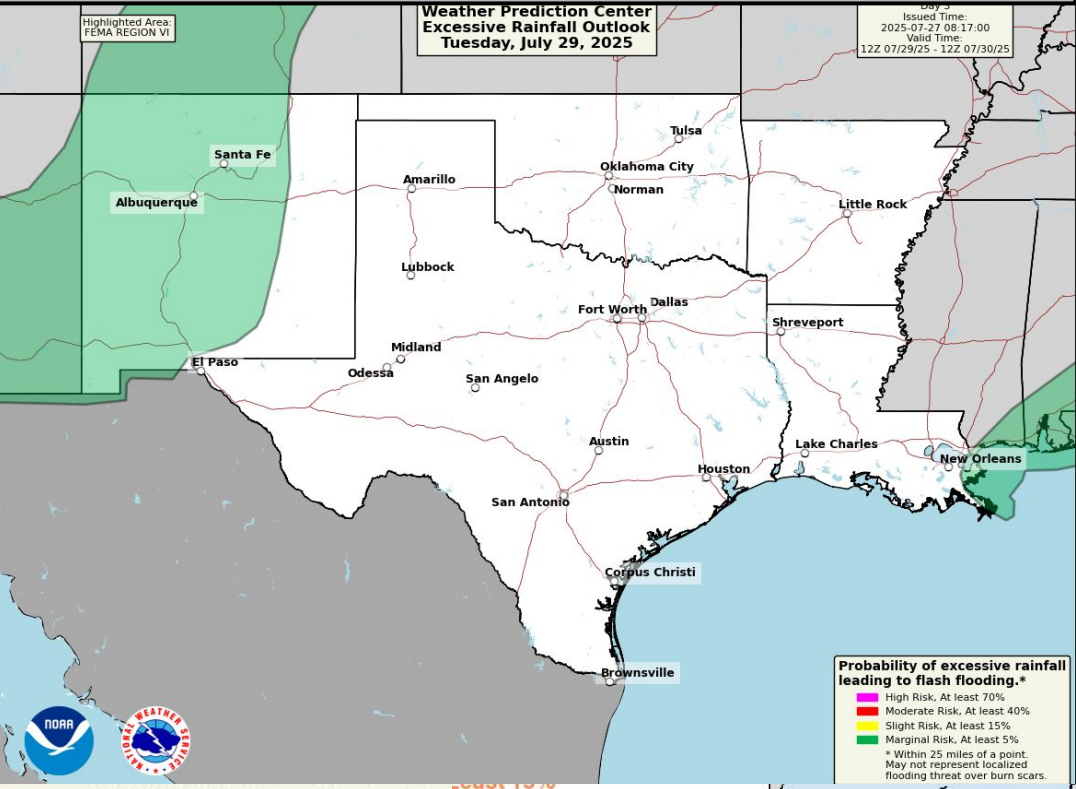 Weather Prediction Center
Excessive Rainfall Outlook
Tuesday, July 29, 2025
Highlighted Area:
FEMA REGION VI
Day 3
Issued Time:
2025-07-27 08:17:00
Valid Time:
12Z 07/29/25 - 12Z 07/30/25
Tulsa
Santa Fe
Oklahoma City
Amarillo
Norman
Albuquerque
Little Rock
Lubbock
Dallas
Fort Worth
Shreveport
Midland
El Paso
Odessa
San Angelo
Austin
Lake Charles
New Orleans
Houston
San Antonio
Corpus Christi
Brownsville
Probability of excessive rainfall
leading to flash flooding.*
High Risk, At least 70%
Moderate Risk, At least 40%
Slight Risk, At least 15%
Marginal Risk, At least 5%
* Within 25 miles of a point.
May not represent localized
flooding threat over burn scars.
NOAA
NATIONAL WEATHER SERVICE